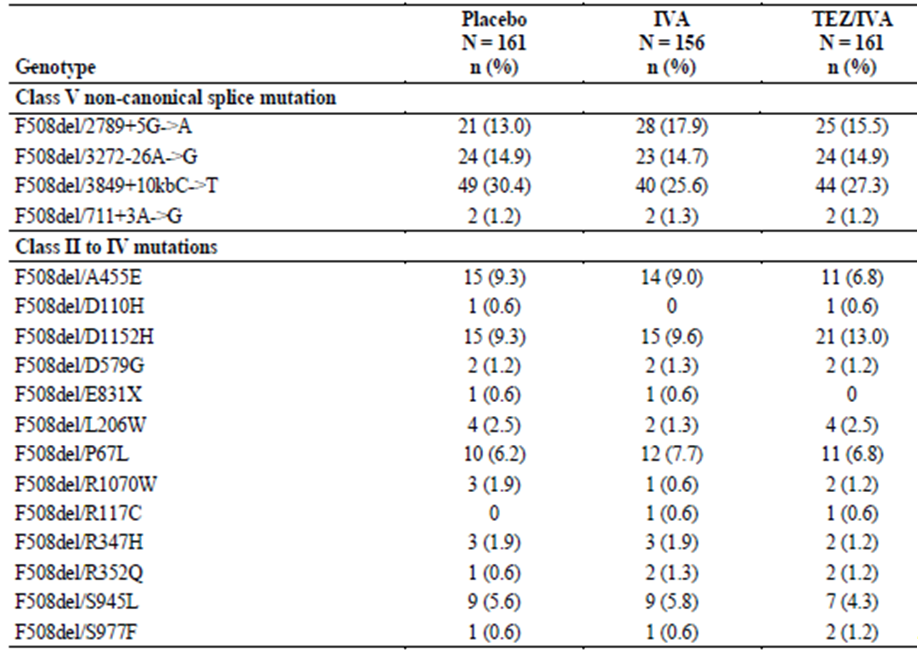 Placebo IVA TEZ/IVA
N = 161 N = 156 N = 161
Genotype n (%) n (%) n (%)
Class V non-canonical splice mutation
F508del/2789+5G->A 21 (13.0) 28 (17.9) 25 (15.5)
F508del/3272-26A->G 24 (14.9) 23 (14.7) 24 (14.9)
F508del/3849+10kbC->T 49 (30.4) 40 (25.6) 44 (27.3)
F508del/711+3A->G 2 (1.2) 2 (1.3) 2 (1.2)
Class II to IV mutations
F508del/A455E 15 (9.3) 14 (9.0) 11 (6.8)
F508del/D110H 1 (0.6) 0 1 (0.6)
F508del/D1152H 15 (9.3) 15 (9.6) 21 (13.0)
F508del/D579G 2 (1.2) 2 (1.3) 2 (1.2)
F508del/E831X 1 (0.6) 1 (0.6) 0
F508del/L206W 4 (2.5) 2 (1.3) 4 (2.5)
F508del/P67L 10 (6.2) 12 (7.7) 11 (6.8)
F508del/R1070W 3 (1.9) 1 (0.6) 2 (1.2)
F508del/R117C 0 1 (0.6) 1 (0.6)
F508del/R347H 3 (1.9) 3 (1.9) 2 (1.2)
F508del/R352Q 1 (0.6) 2 (1.3) 2 (1.2)
F508del/S945L 9 (5.6) 9 (5.8) 7 (4.3)
F508del/S977F 1 (0.6) 1 (0.6) 2 (1.2)